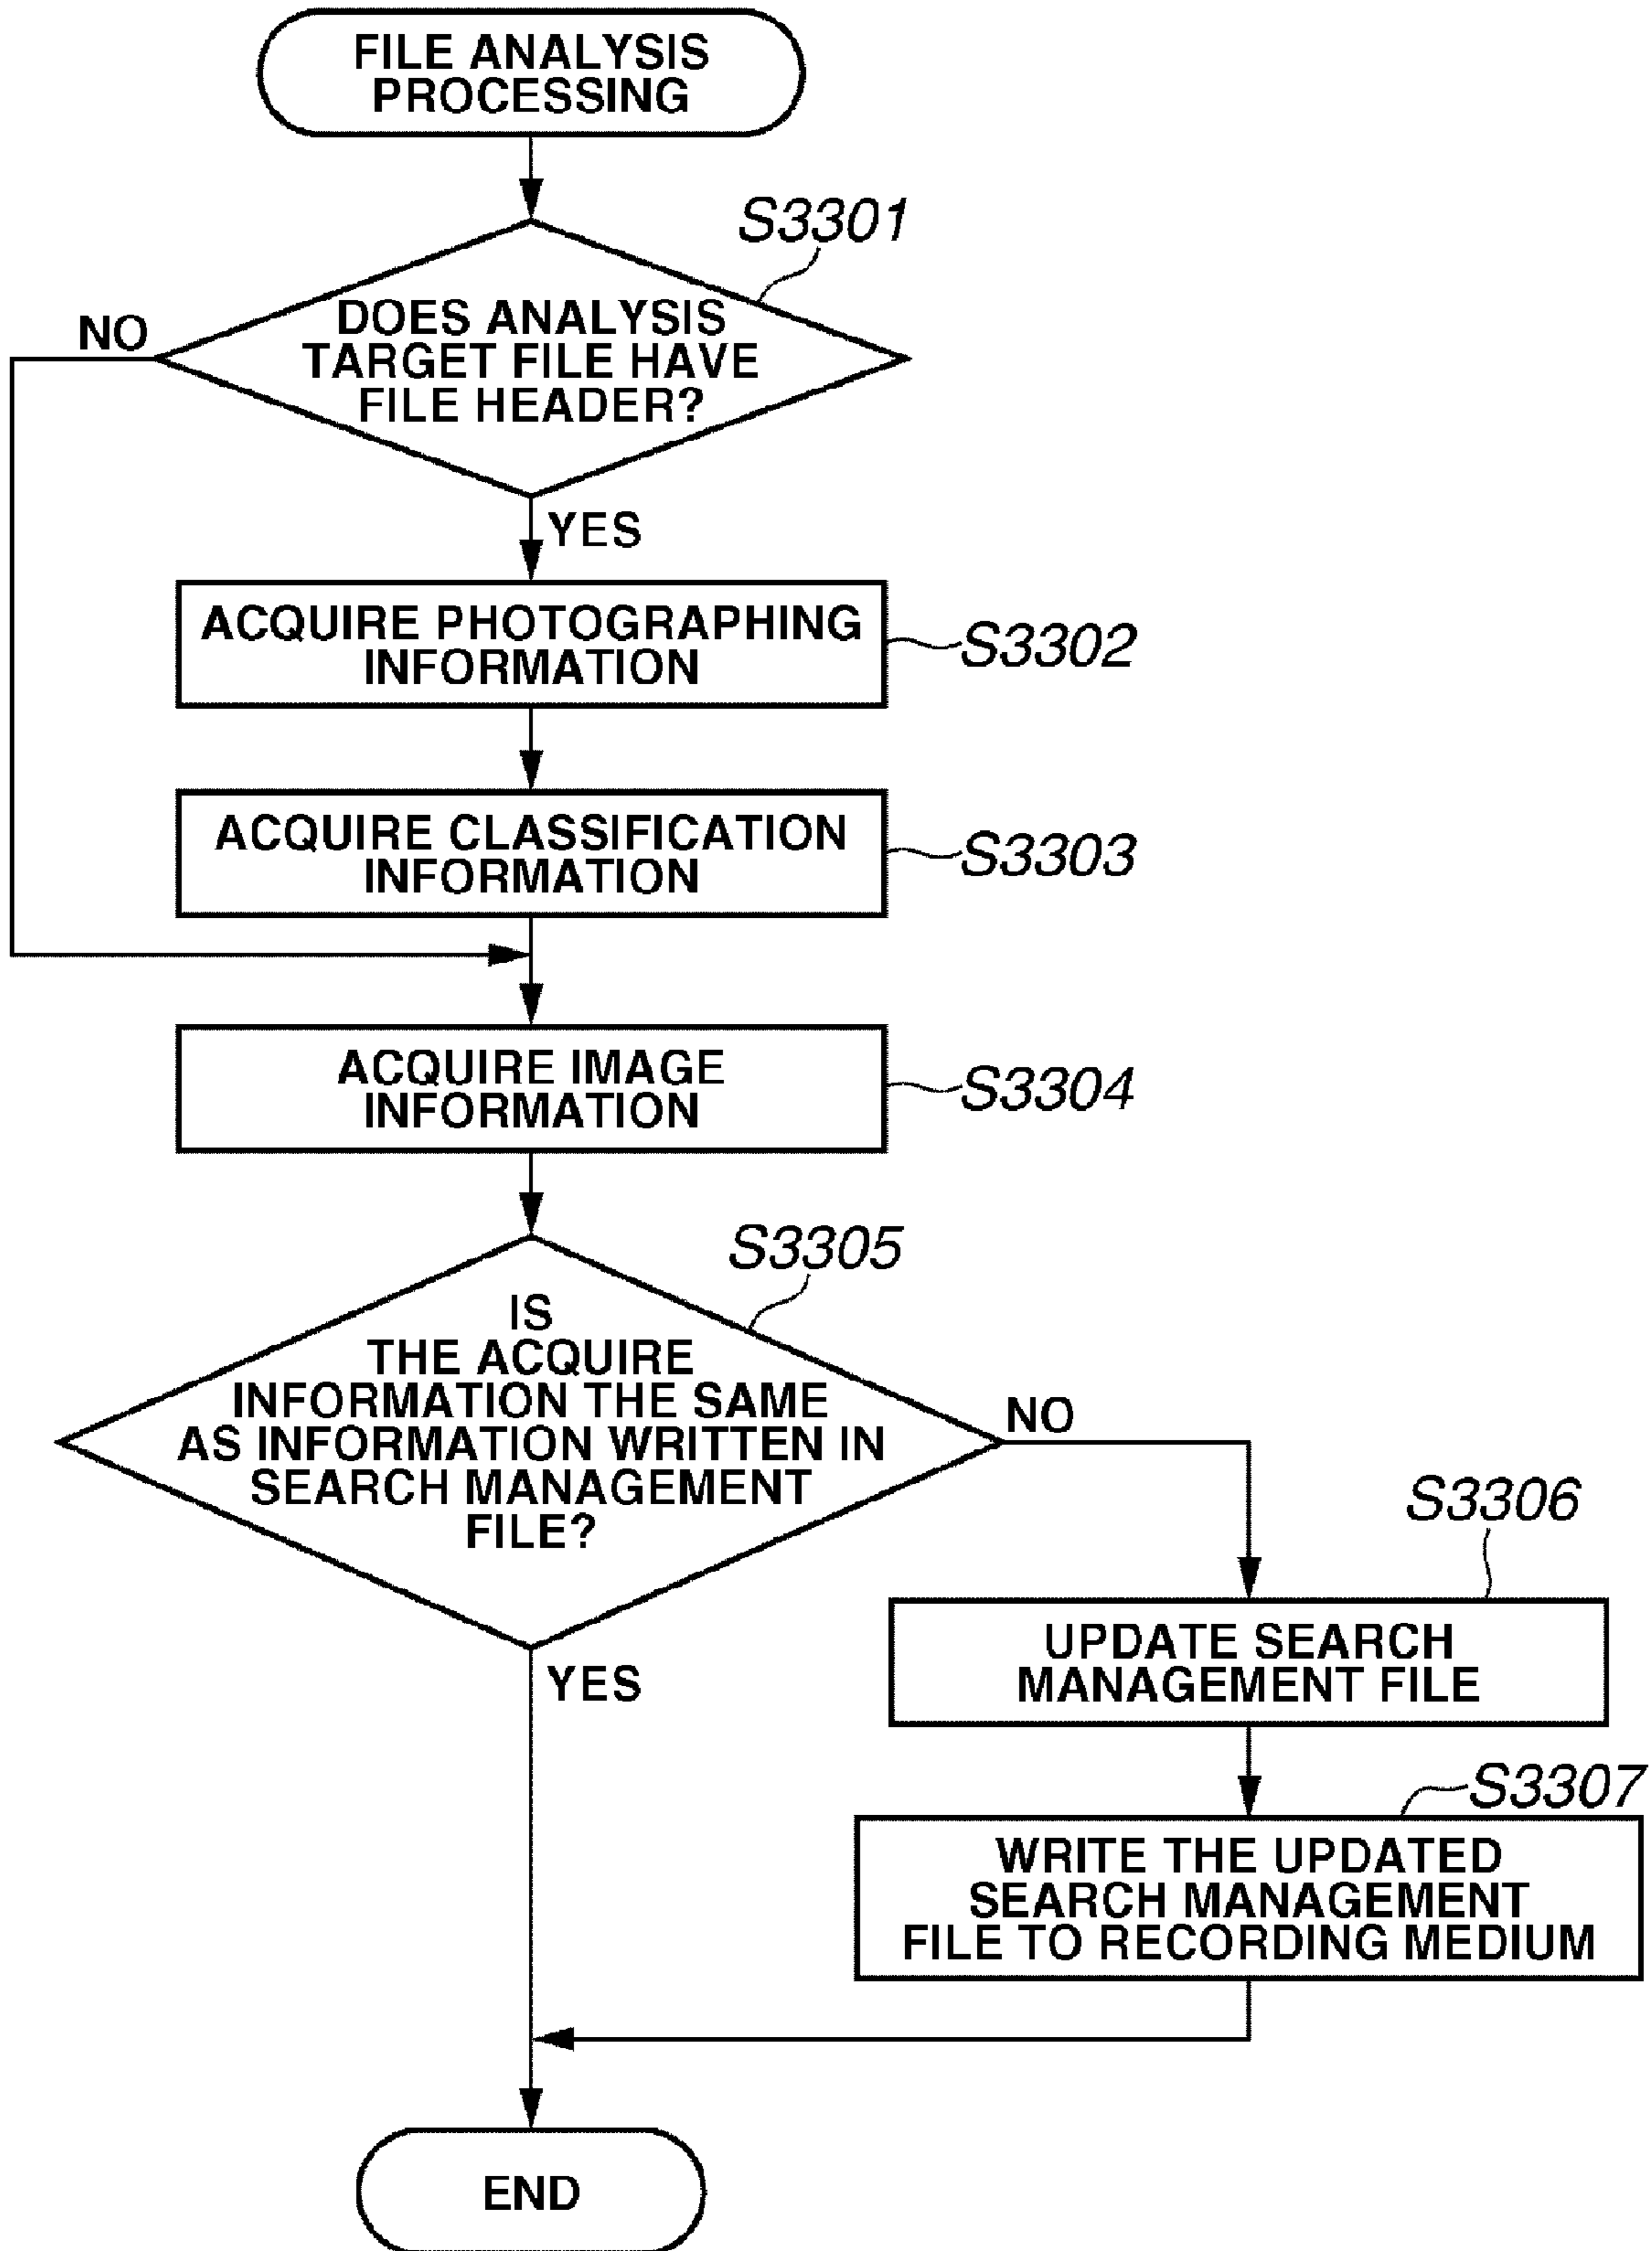 FILE ANALYSIS
PROCESSING
S3301
NO
DOES ANALYSIS
TARGET FILE HAVE
FILE HEADER?
YES
ACQUIRE PHOTOGRAPHING
INFORMATION
S3302
ACQUIRE CLASSIFICATION
INFORMATION
S3303
ACQUIRE IMAGE
INFORMATION
S3304
S3305
IS
THE ACQUIRE
INFORMATION THE SAME
AS INFORMATION WRITTEN IN
SEARCH MANAGEMENT
FILE?
NO
YES
S3306
UPDATE SEARCH
MANAGEMENT FILE
S3307
WRITE THE UPDATED
SEARCH MANAGEMENT
FILE TO RECORDING MEDIUM
END